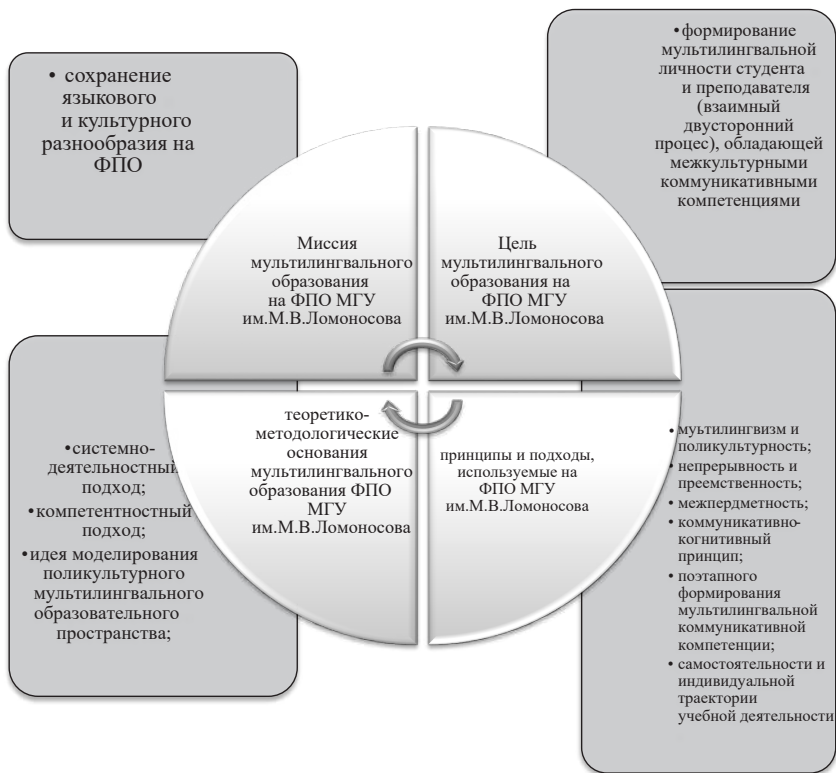 • сохранение
языкового
и культурного
разнообразия на
ФПО
•формирование
мультилингвальной
личности студента
и преподавателя
(взаимный
двусторонний
процес), обладающей
межкультурными
коммуникативными
компетенциями
Миссия
мультилингвального
образования
на ФПО МГУ
им.М.В.Ломоносова
Цель
мультилингвального
образования на
ФПО МГУ
им.М.В.Ломоносова
•системно-
деятельностный
подход;
•компетентностный
подход;
•идея моделирования
поликультурного
мультилингвального
образовательного
пространства;
теоретико-
методологические
основания
мультилингвального
образования ФПО
МГУ
им.М.В.Ломоносова
принципы и подходы,
используемые на
ФПО МГУ
им.М.В.Ломоносова
• муьтилингвизм и
поликультурность;
• непрерывность и
преемственность;
• межпердметность;
• коммуникативно-
когнитивный
принцип;
• поэтапного
формирования
мультилингвальной
коммуникативной
компетенции;
• самостоятельности и
индивидуальной
траектории
учебной деятельности